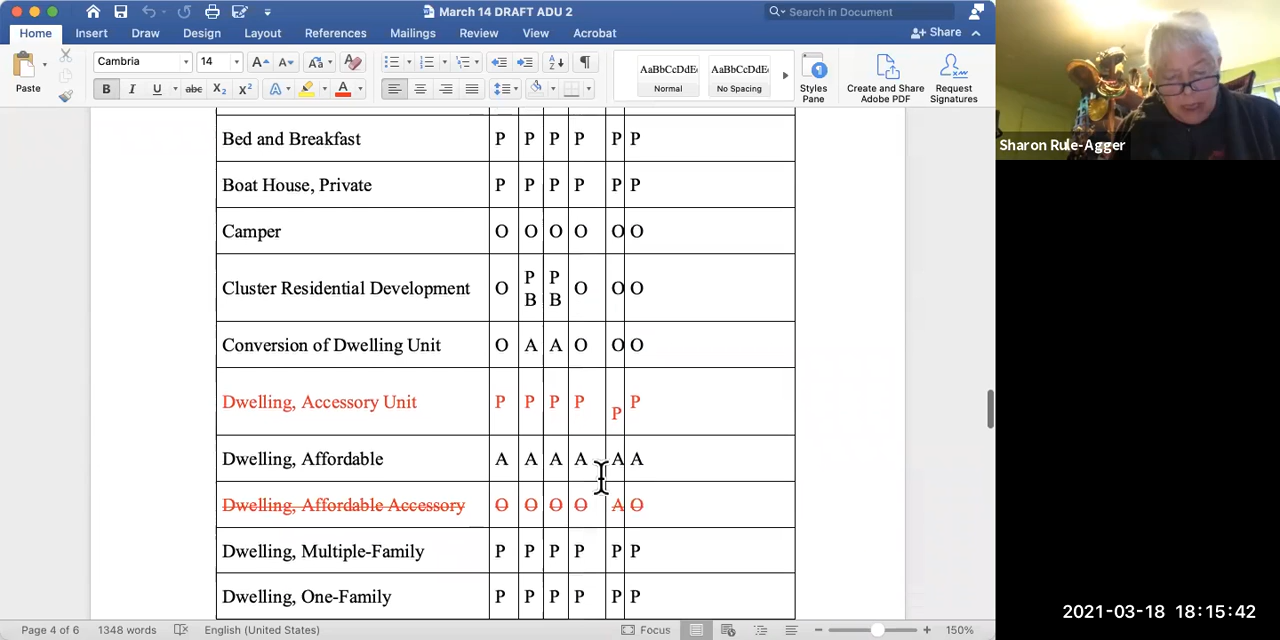 March 14 DRAFT ADU 2
Search in Document
Home Insert Draw Design Layout References Mailings Review View Acrobat
Share
Cambria 14
Paste
AaBbCcDdEe AaBbCcDdEe
Normal No Spacing
Styles Pane
Create and Share Adobe PDF
Request Signatures
Bed and Breakfast P P P P P P
Boat House, Private P P P P P P
Camper O O O O O O
Cluster Residential Development O PB PB O O O
Conversion of Dwelling Unit O A A O O O
Dwelling, Accessory Unit P P P P P P
Dwelling, Affordable A A A A A A
Dwelling, Affordable Accessory O O O O A O
Dwelling, Multiple-Family P P P P P P
Dwelling, One-Family P P P P P P
Page 4 of 6 1348 words English (United States) Focus 150%
Sharon Rule-Agger
2021-03-18 18:15:42